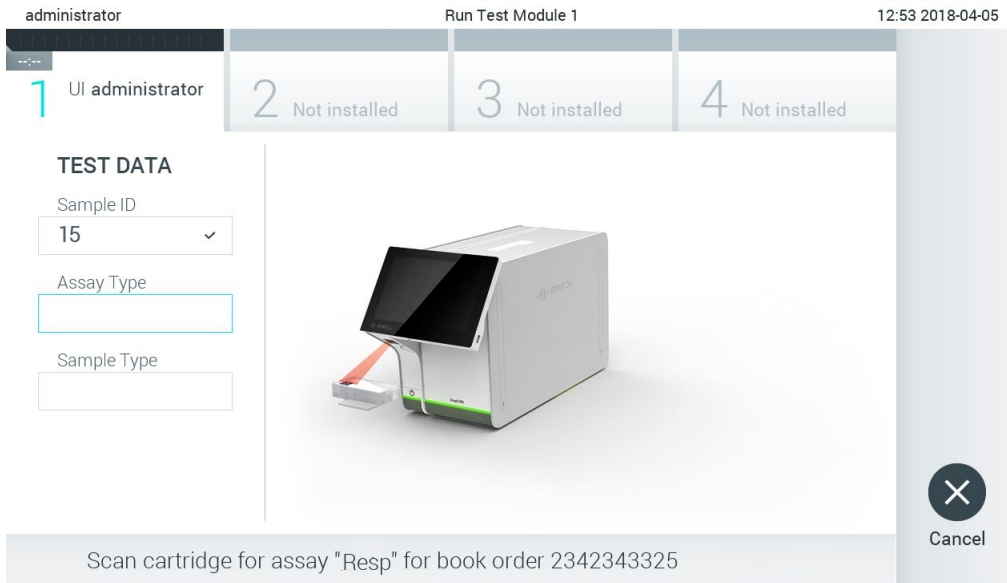 administrator Run Test Module 1 12:53 2018-04-05
--:--
1 UI administrator 2 Not installed 3 Not installed 4 Not installed
TEST DATA
Sample ID
15
Assay Type
Sample Type
Cancel
Scan cartridge for assay "Resp" for book order 2342343325